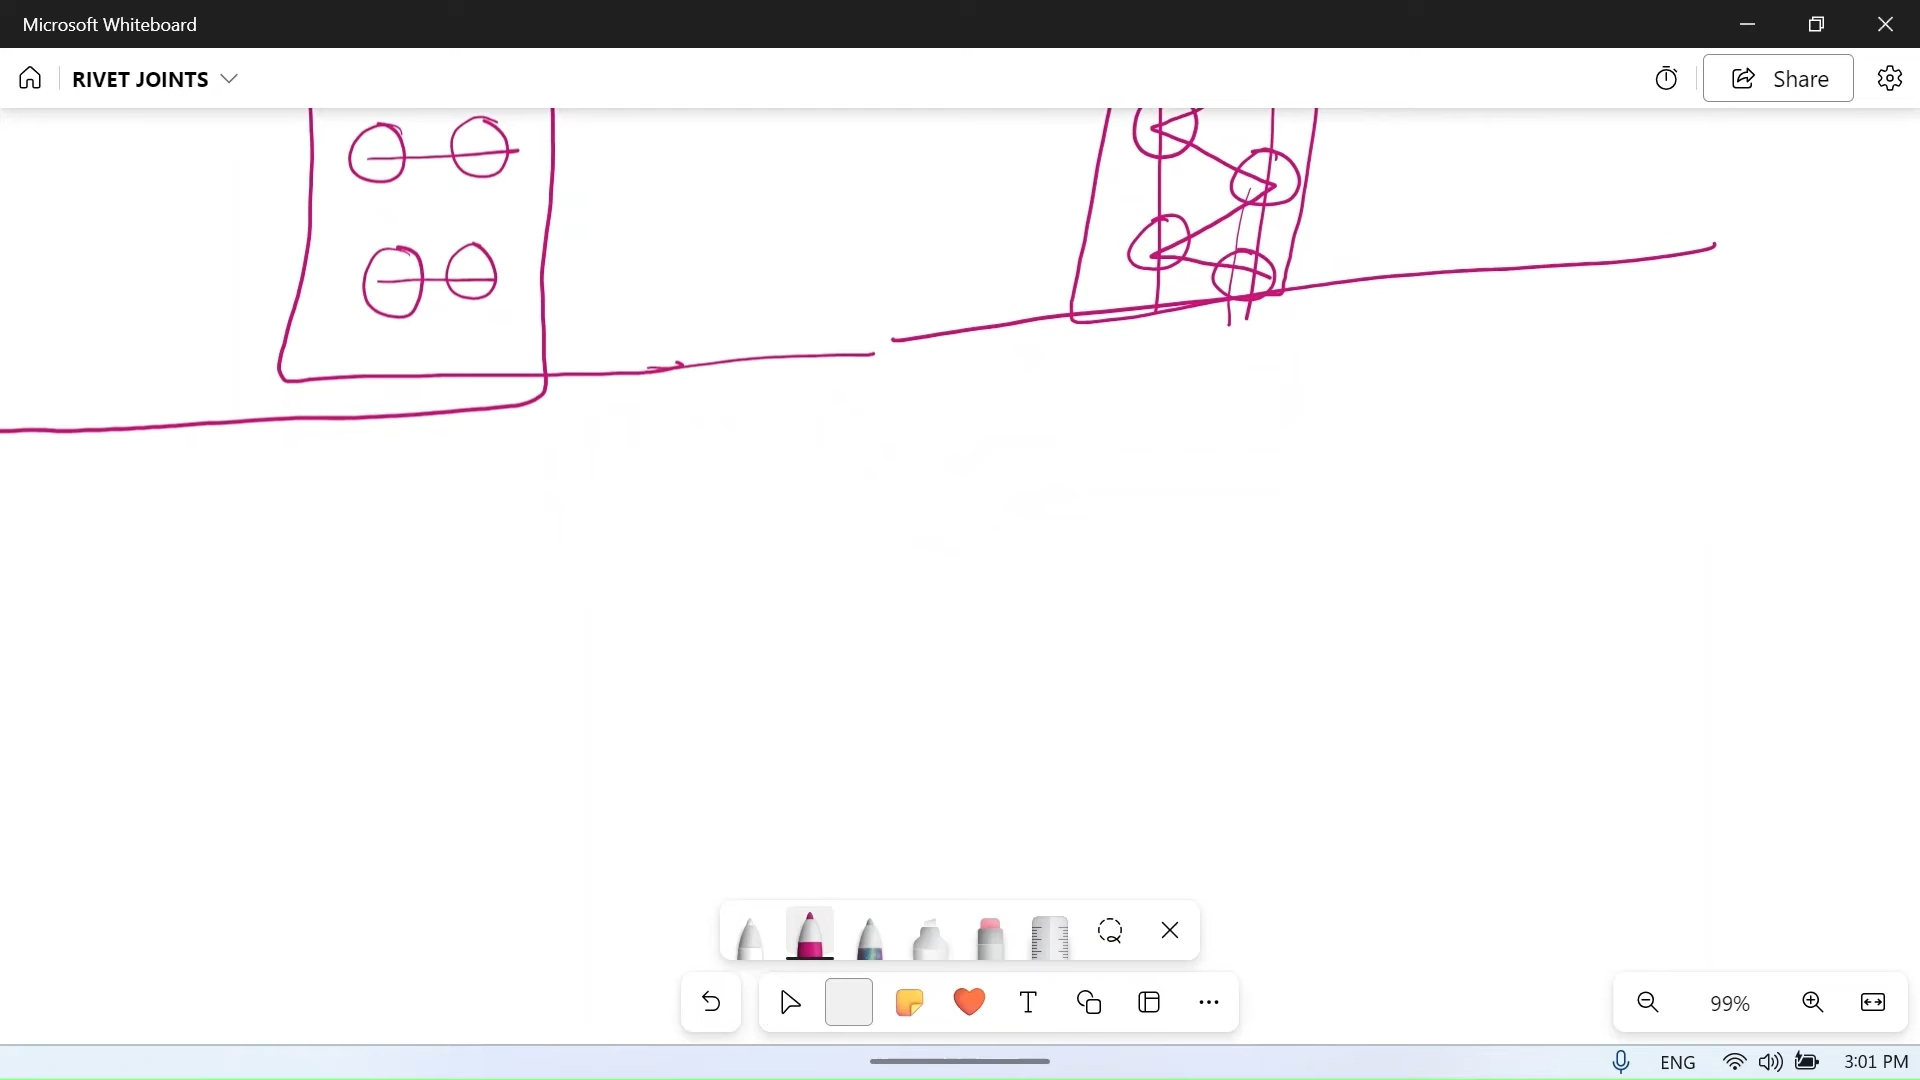 Microsoft Whiteboard
RIVET JOINTS
Share
T
99%
ENG
3:01 PM